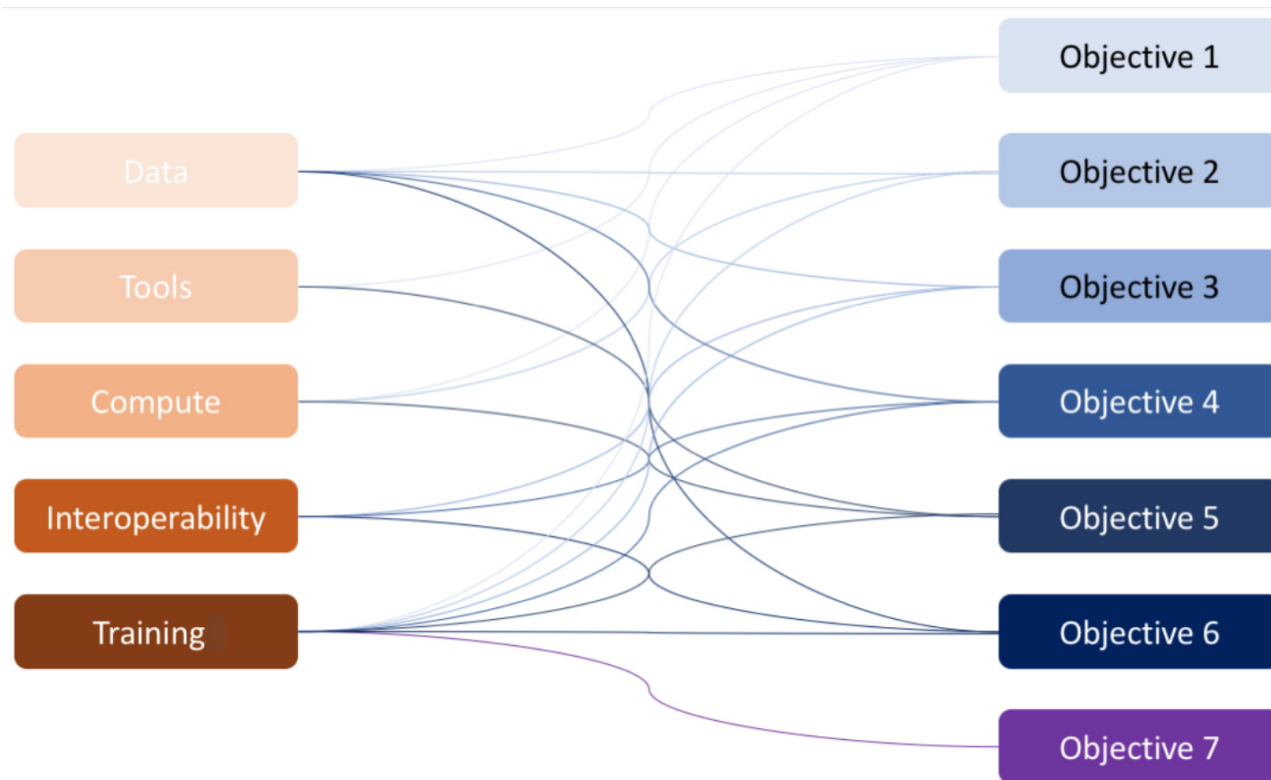 Data
Tools
Compute
Interoperability
Training
Objective 1
Objective 2
Objective 3
Objective 4
Objective 5
Objective 6
Objective 7